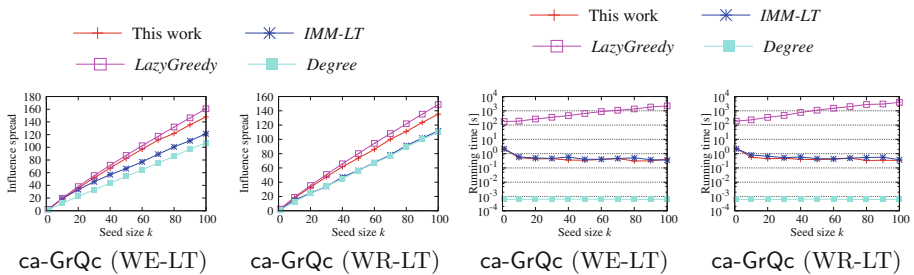 This work
IMM-LT
LazyGreedy
Degree
This work
IMM-LT
LazyGreedy
Degree
Influence spread
180
160
140
120
100
80
60
40
20
0
0 20 40 60 80 100
Seed size k
ca-GrQc (WE-LT)
Influence spread
160
140
120
100
80
60
40
20
0
0 20 40 60 80 100
Seed size k
ca-GrQc (WR-LT)
Running time [s]
10^4
10^3
10^2
10^1
10^0
10^-1
10^-2
10^-3
10^-4
0 20 40 60 80 100
Seed size k
ca-GrQc (WE-LT)
Running time [s]
10^4
10^3
10^2
10^1
10^0
10^-1
10^-2
10^-3
10^-4
0 20 40 60 80 100
Seed size k
ca-GrQc (WR-LT)